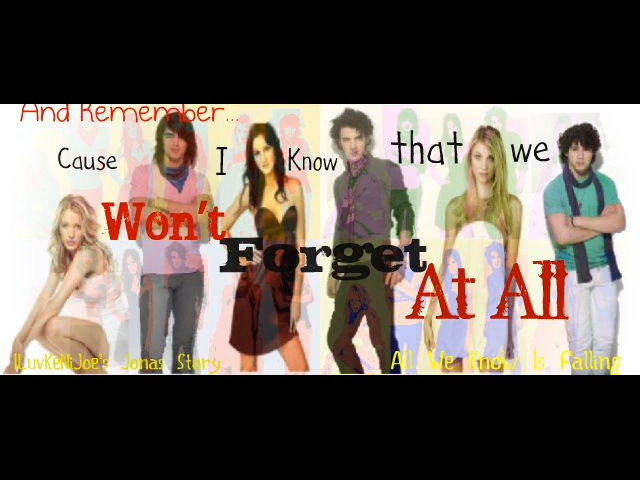 And Remember...
Cause I Know that we
Won't Forget At All
ILuvKeNiJoe's Jonas Story
All We Know Is Falling